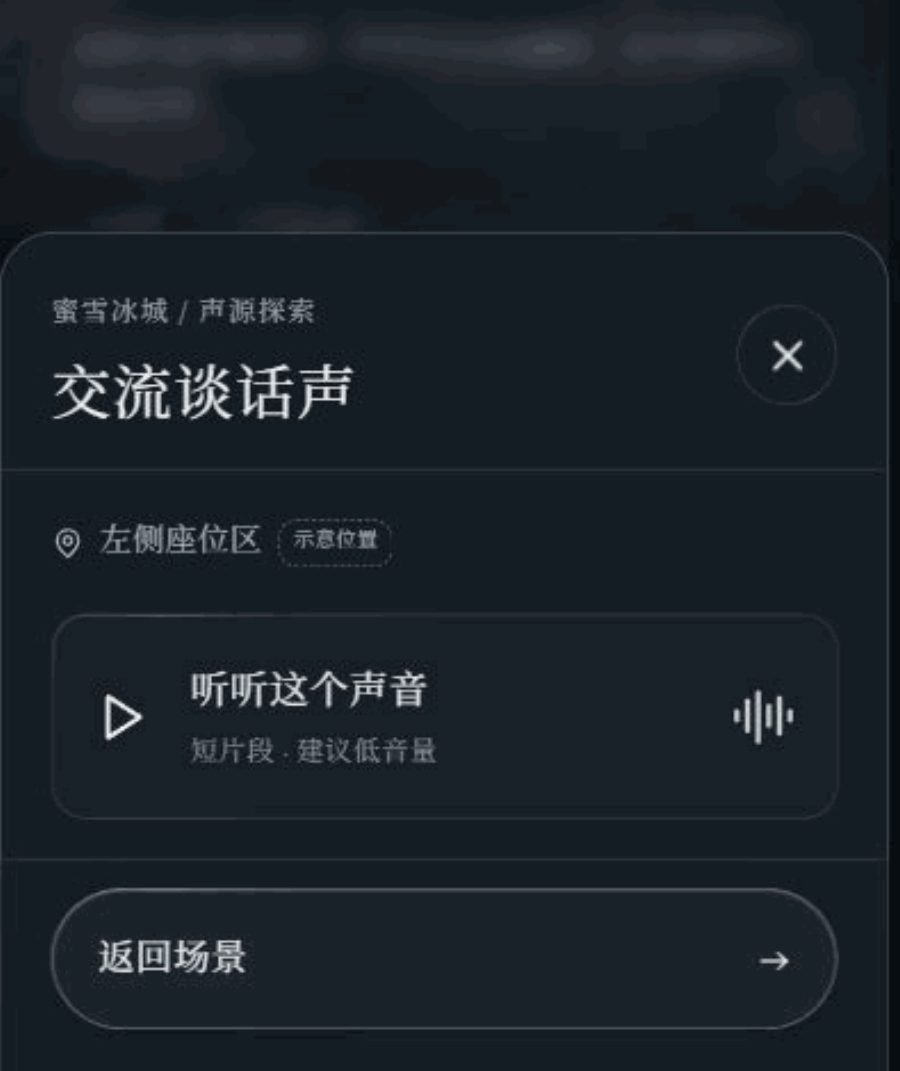 蜜雪冰城 / 声源探索
交流谈话声
左侧座位区 示意位置
听听这个声音
短片段 · 建议低音量
返回场景 →